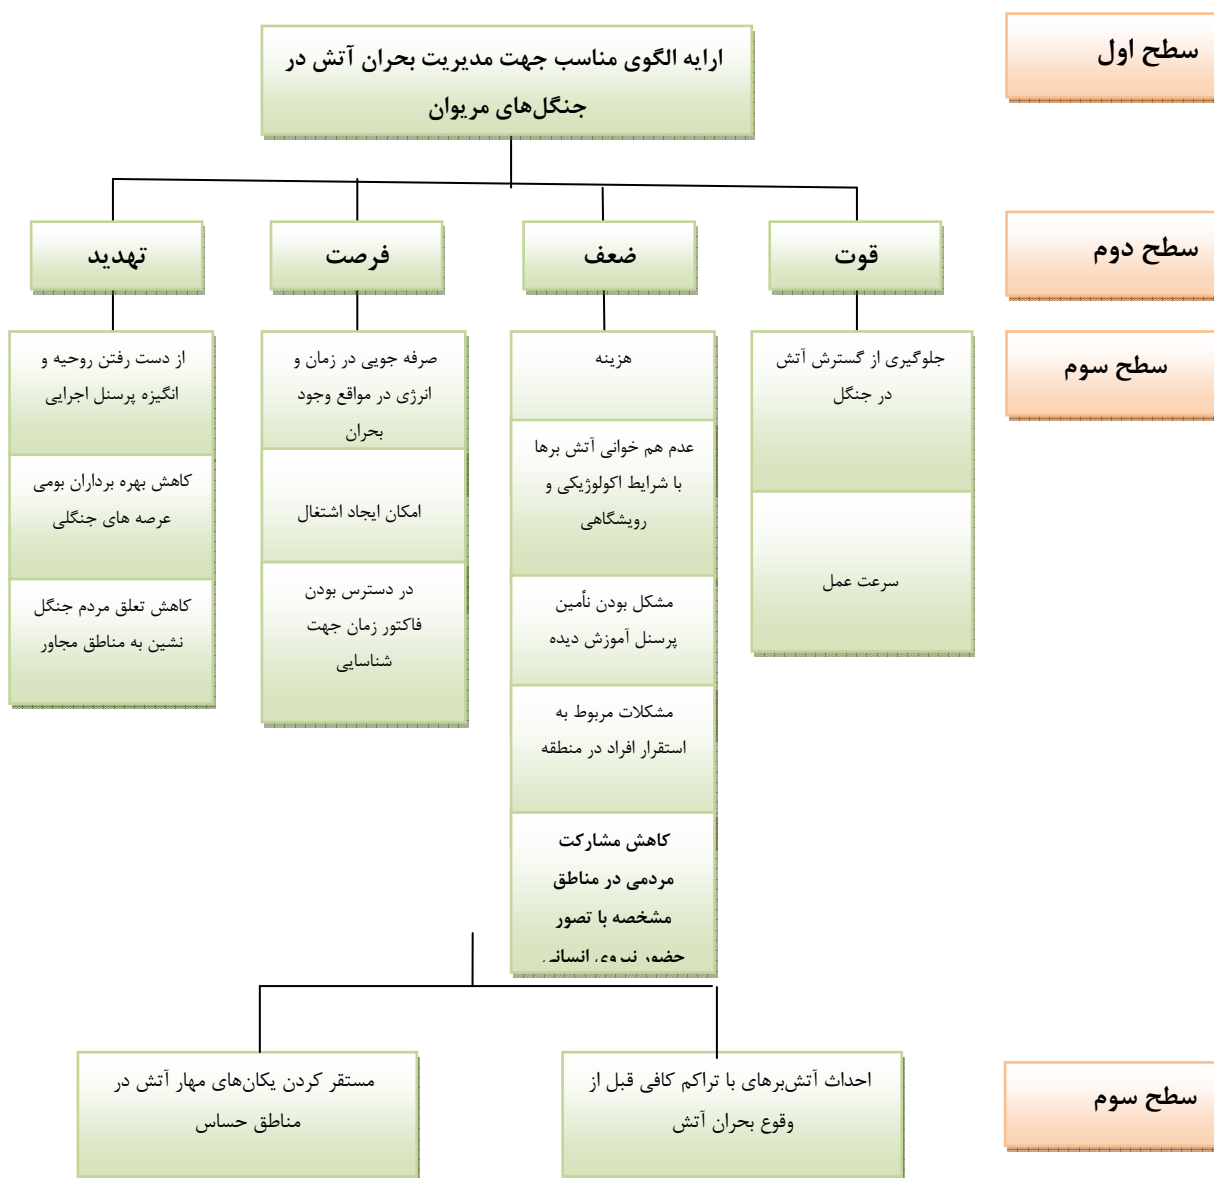 سطح اول
ارایه الگوی مناسب جهت مدیریت بحران آتش در
جنگل‌های مریوان
سطح دوم
قوت
ضعف
فرصت
تهدید
سطح سوم
جلوگیری از گسترش آتش
در جنگل
سرعت عمل
هزینه
عدم هم خوانی آتش برها
با شرایط اکولوژیکی و
رویشگاهی
مشکل بودن تأمین
پرسنل آموزش دیده
مشکلات مربوط به
استقرار افراد در منطقه
کاهش مشارکت
مردمی در مناطق
مشخصه با تصور
حضور نیروی انسانی
صرفه جویی در زمان و
انرژی در مواقع وجود
بحران
امکان ایجاد اشتغال
در دسترس بودن
فاکتور زمان جهت
شناسایی
از دست رفتن روحیه و
انگیزه پرسنل اجرایی
کاهش بهره برداران بومی
عرصه های جنگلی
کاهش تعلق مردم جنگل
نشین به مناطق مجاور
سطح سوم
احداث آتش‌برهای با تراکم کافی قبل از
وقوع بحران آتش
مستقر کردن یکان‌های مهار آتش در
مناطق حساس